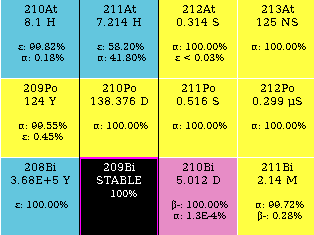 210At 211At 212At 213At
8.1 H 7.214 H 0.314 S 125 NS
ε: 99.82% ε: 58.20% α: 100.00% α: 100.00%
α: 0.18% α: 41.80% ε < 0.03%
209Po 210Po 211Po 212Po
124 Y 138.376 D 0.516 S 0.299 µS
α: 99.55% α: 100.00% α: 100.00% α: 100.00%
ε: 0.45%
208Bi 209Bi 210Bi 211Bi
3.68E+5 Y STABLE 5.012 D 2.14 M
100%
ε: 100.00% β-: 100.00% α: 99.72%
α: 1.3E-4% β-: 0.28%